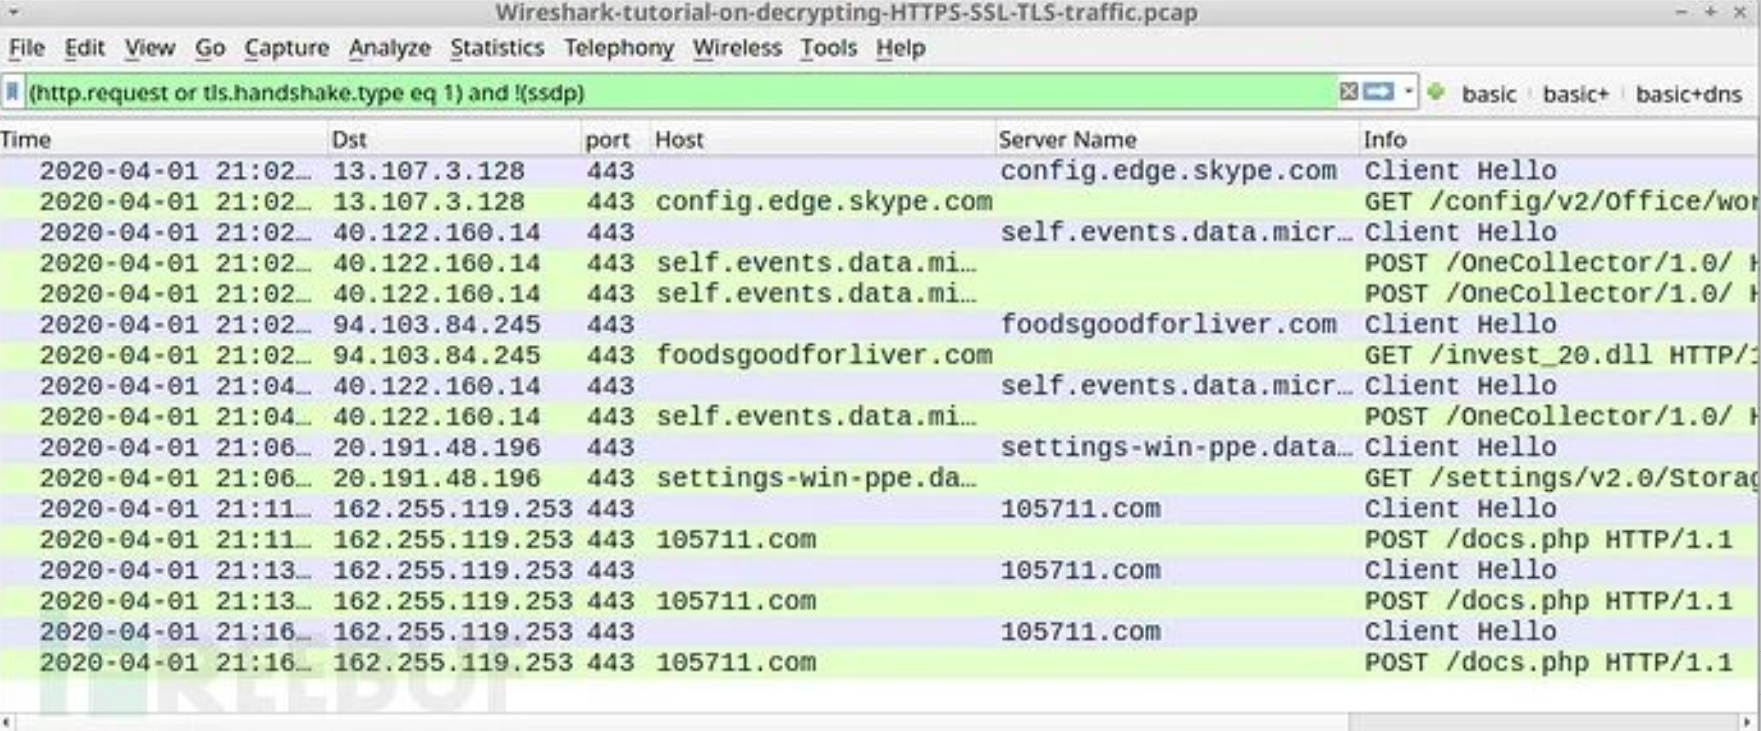 Wireshark-tutorial-on-decrypting-HTTPS-SSL-TLS-traffic.pcap
File Edit View Go Capture Analyze Statistics Telephony Wireless Tools Help
(http.request or tls.handshake.type eq 1) and !(ssdp) basic basic+ basic+dns
Time Dst port Host Server Name Info
2020-04-01 21:02… 13.107.3.128 443 config.edge.skype.com Client Hello
2020-04-01 21:02… 13.107.3.128 443 config.edge.skype.com GET /config/v2/Office/wor
2020-04-01 21:02… 40.122.160.14 443 self.events.data.micr… Client Hello
2020-04-01 21:02… 40.122.160.14 443 self.events.data.mi… POST /OneCollector/1.0/ H
2020-04-01 21:02… 40.122.160.14 443 self.events.data.mi… POST /OneCollector/1.0/ H
2020-04-01 21:02… 94.103.84.245 443 foodsgoodforliver.com Client Hello
2020-04-01 21:02… 94.103.84.245 443 foodsgoodforliver.com GET /invest_20.dll HTTP/1
2020-04-01 21:04… 40.122.160.14 443 self.events.data.micr… Client Hello
2020-04-01 21:04… 40.122.160.14 443 self.events.data.mi… POST /OneCollector/1.0/ H
2020-04-01 21:06… 20.191.48.196 443 settings-win-ppe.data… Client Hello
2020-04-01 21:06… 20.191.48.196 443 settings-win-ppe.da… GET /settings/v2.0/Storag
2020-04-01 21:11… 162.255.119.253 443 105711.com Client Hello
2020-04-01 21:11… 162.255.119.253 443 105711.com POST /docs.php HTTP/1.1
2020-04-01 21:13… 162.255.119.253 443 105711.com Client Hello
2020-04-01 21:13… 162.255.119.253 443 105711.com POST /docs.php HTTP/1.1
2020-04-01 21:16… 162.255.119.253 443 105711.com Client Hello
2020-04-01 21:16… 162.255.119.253 443 105711.com POST /docs.php HTTP/1.1
REEBUF